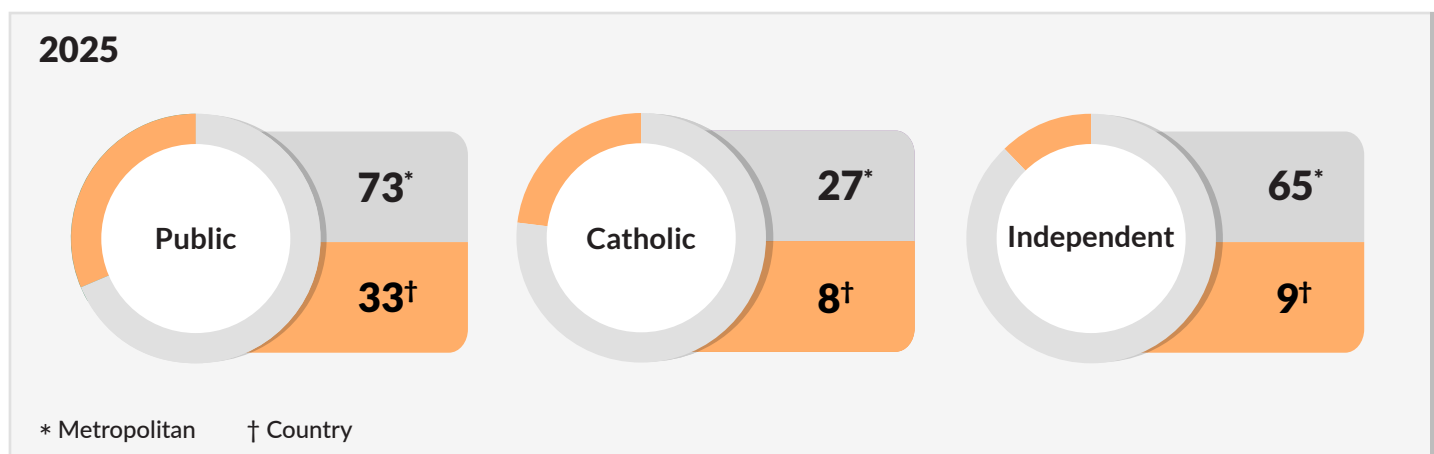 2025
Public
73*
33†
Catholic
27*
8†
Independent
65*
9†
* Metropolitan † Country